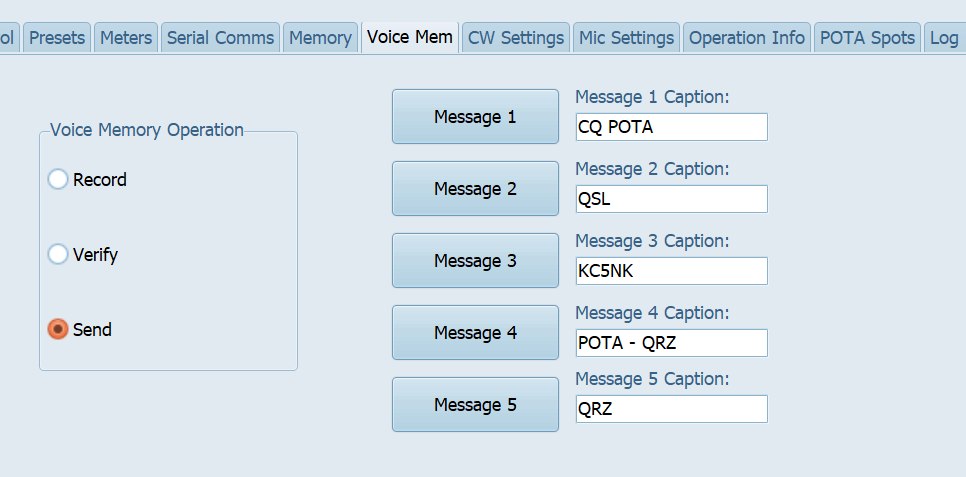 ol Presets Meters Serial Comms Memory Voice Mem CW Settings Mic Settings Operation Info POTA Spots Log
Voice Memory Operation
Record
Verify
Send
Message 1
Message 1 Caption:
CQ POTA
Message 2
Message 2 Caption:
QSL
Message 3
Message 3 Caption:
KC5NK
Message 4
Message 4 Caption:
POTA - QRZ
Message 5
Message 5 Caption:
QRZ